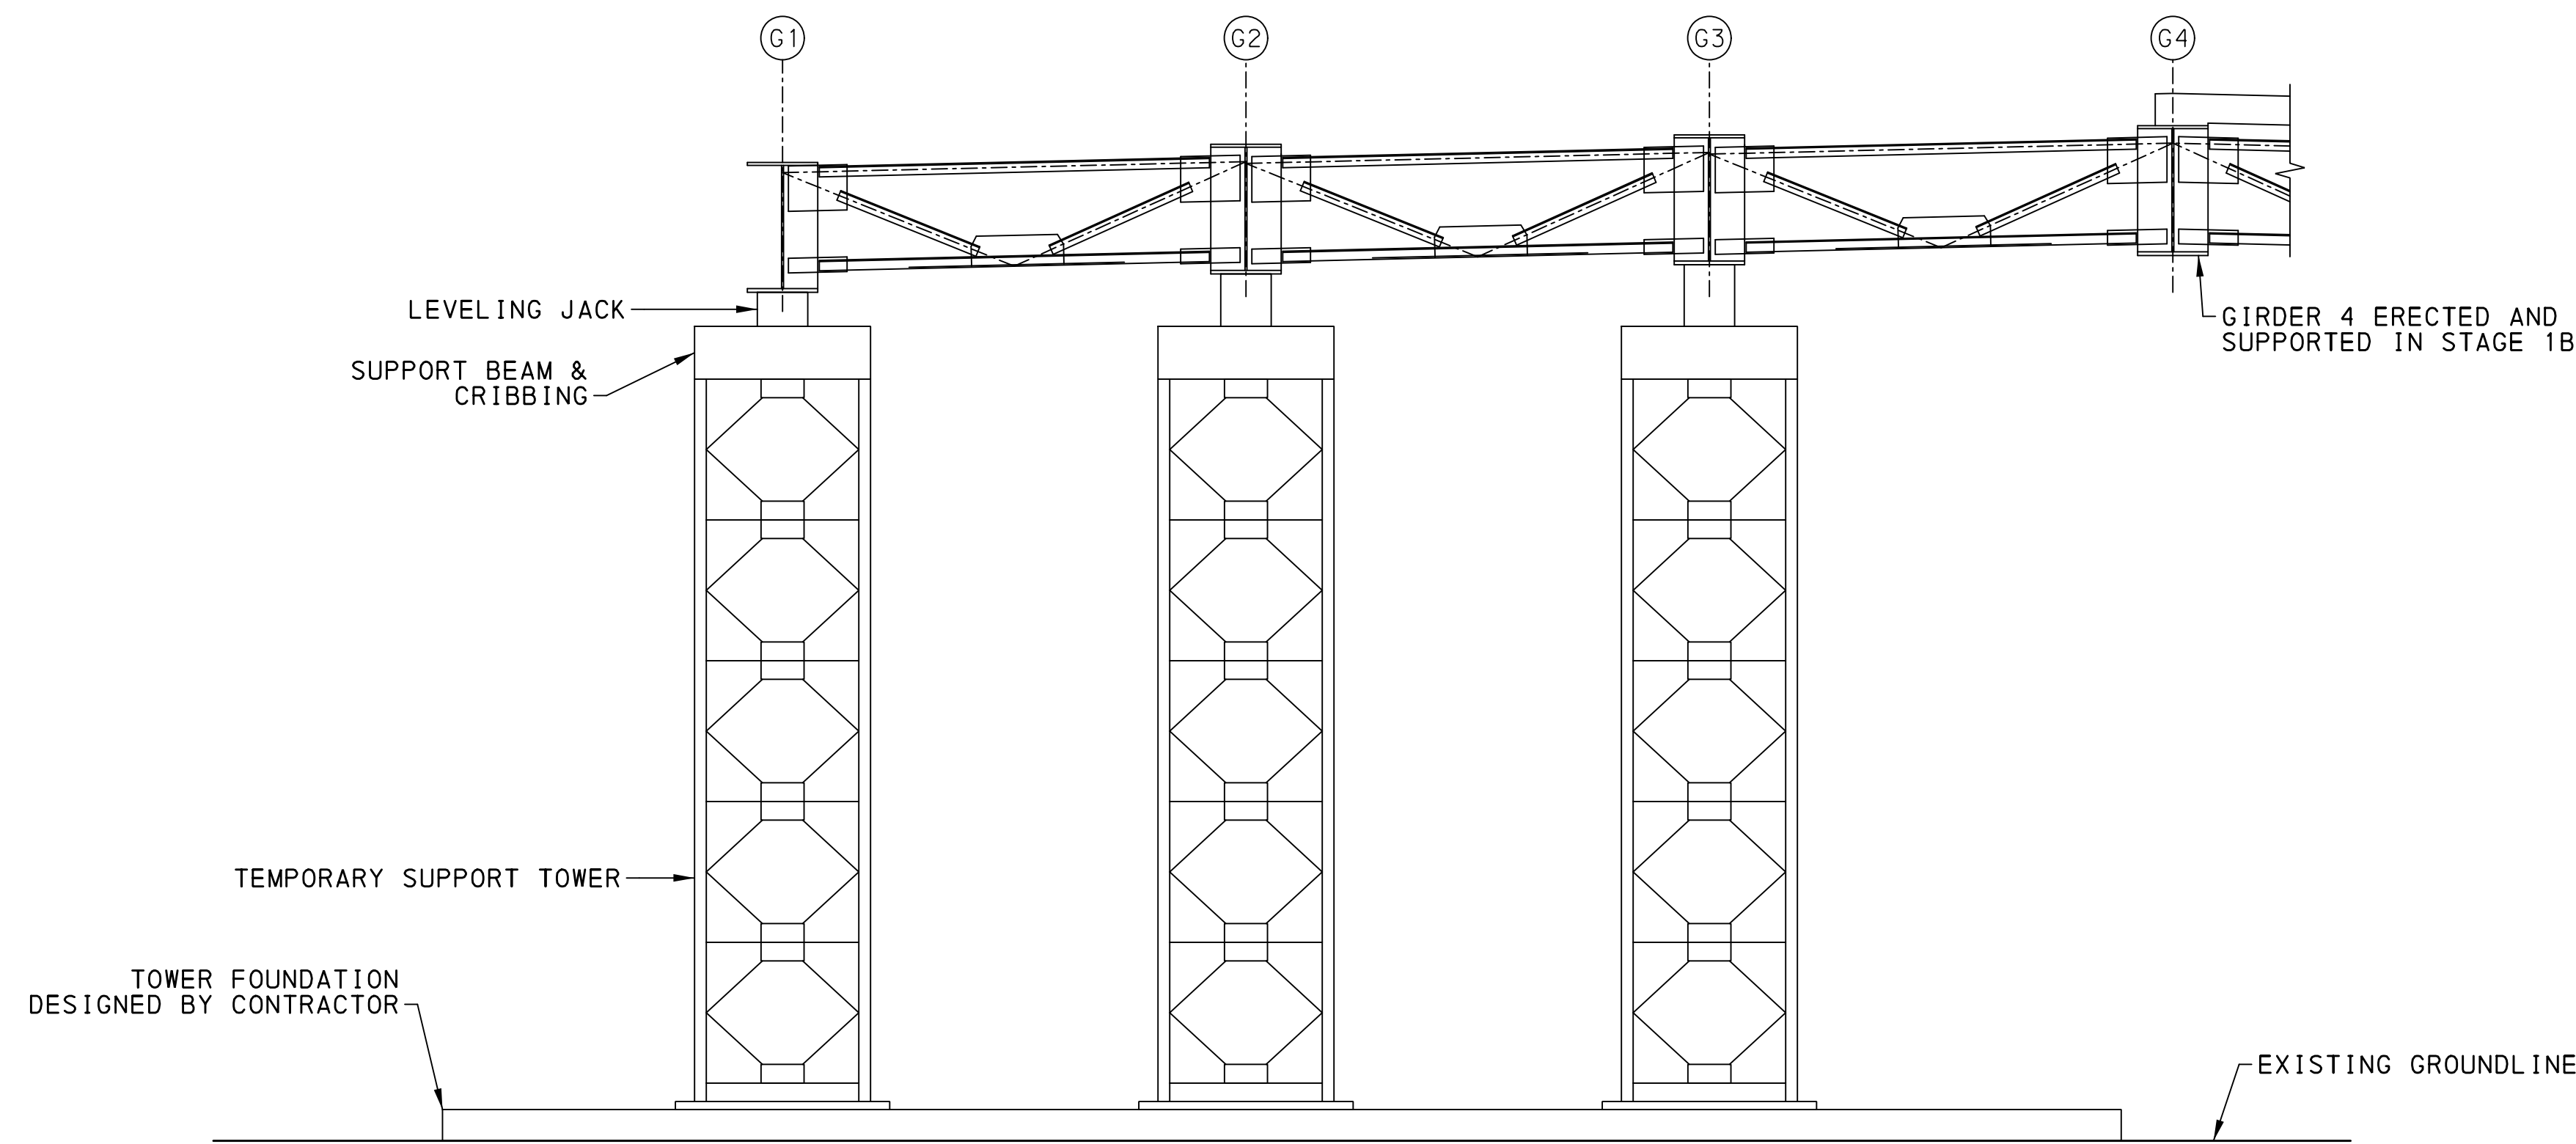 G1
G2
G3
G4
LEVELING JACK
SUPPORT BEAM &
CRIBBING
GIRDER 4 ERECTED AND
SUPPORTED IN STAGE 1B
TEMPORARY SUPPORT TOWER
TOWER FOUNDATION
DESIGNED BY CONTRACTOR
EXISTING GROUNDLINE